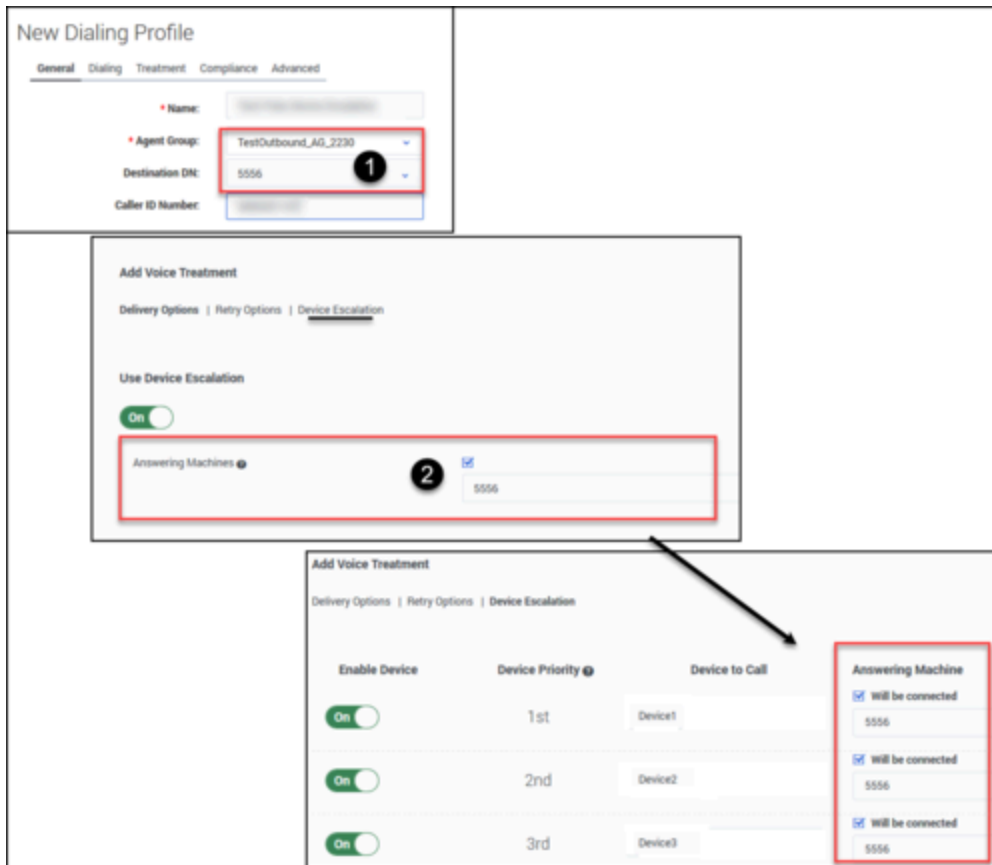 New Dialing Profile
General Dialing Treatment Compliance Advanced
* Name:
* Agent Group: TestOutbound_AG_2230
Destination DN: 5556
1
Caller ID Number:
Add Voice Treatment
Delivery Options | Retry Options | Device Escalation
Use Device Escalation
On
Answering Machines
2
5556
Add Voice Treatment
Delivery Options | Retry Options | Device Escalation
Enable Device Device Priority Device to Call Answering Machine
On 1st Device1 Will be connected
5556
On 2nd Device2 Will be connected
5556
On 3rd Device3 Will be connected
5556